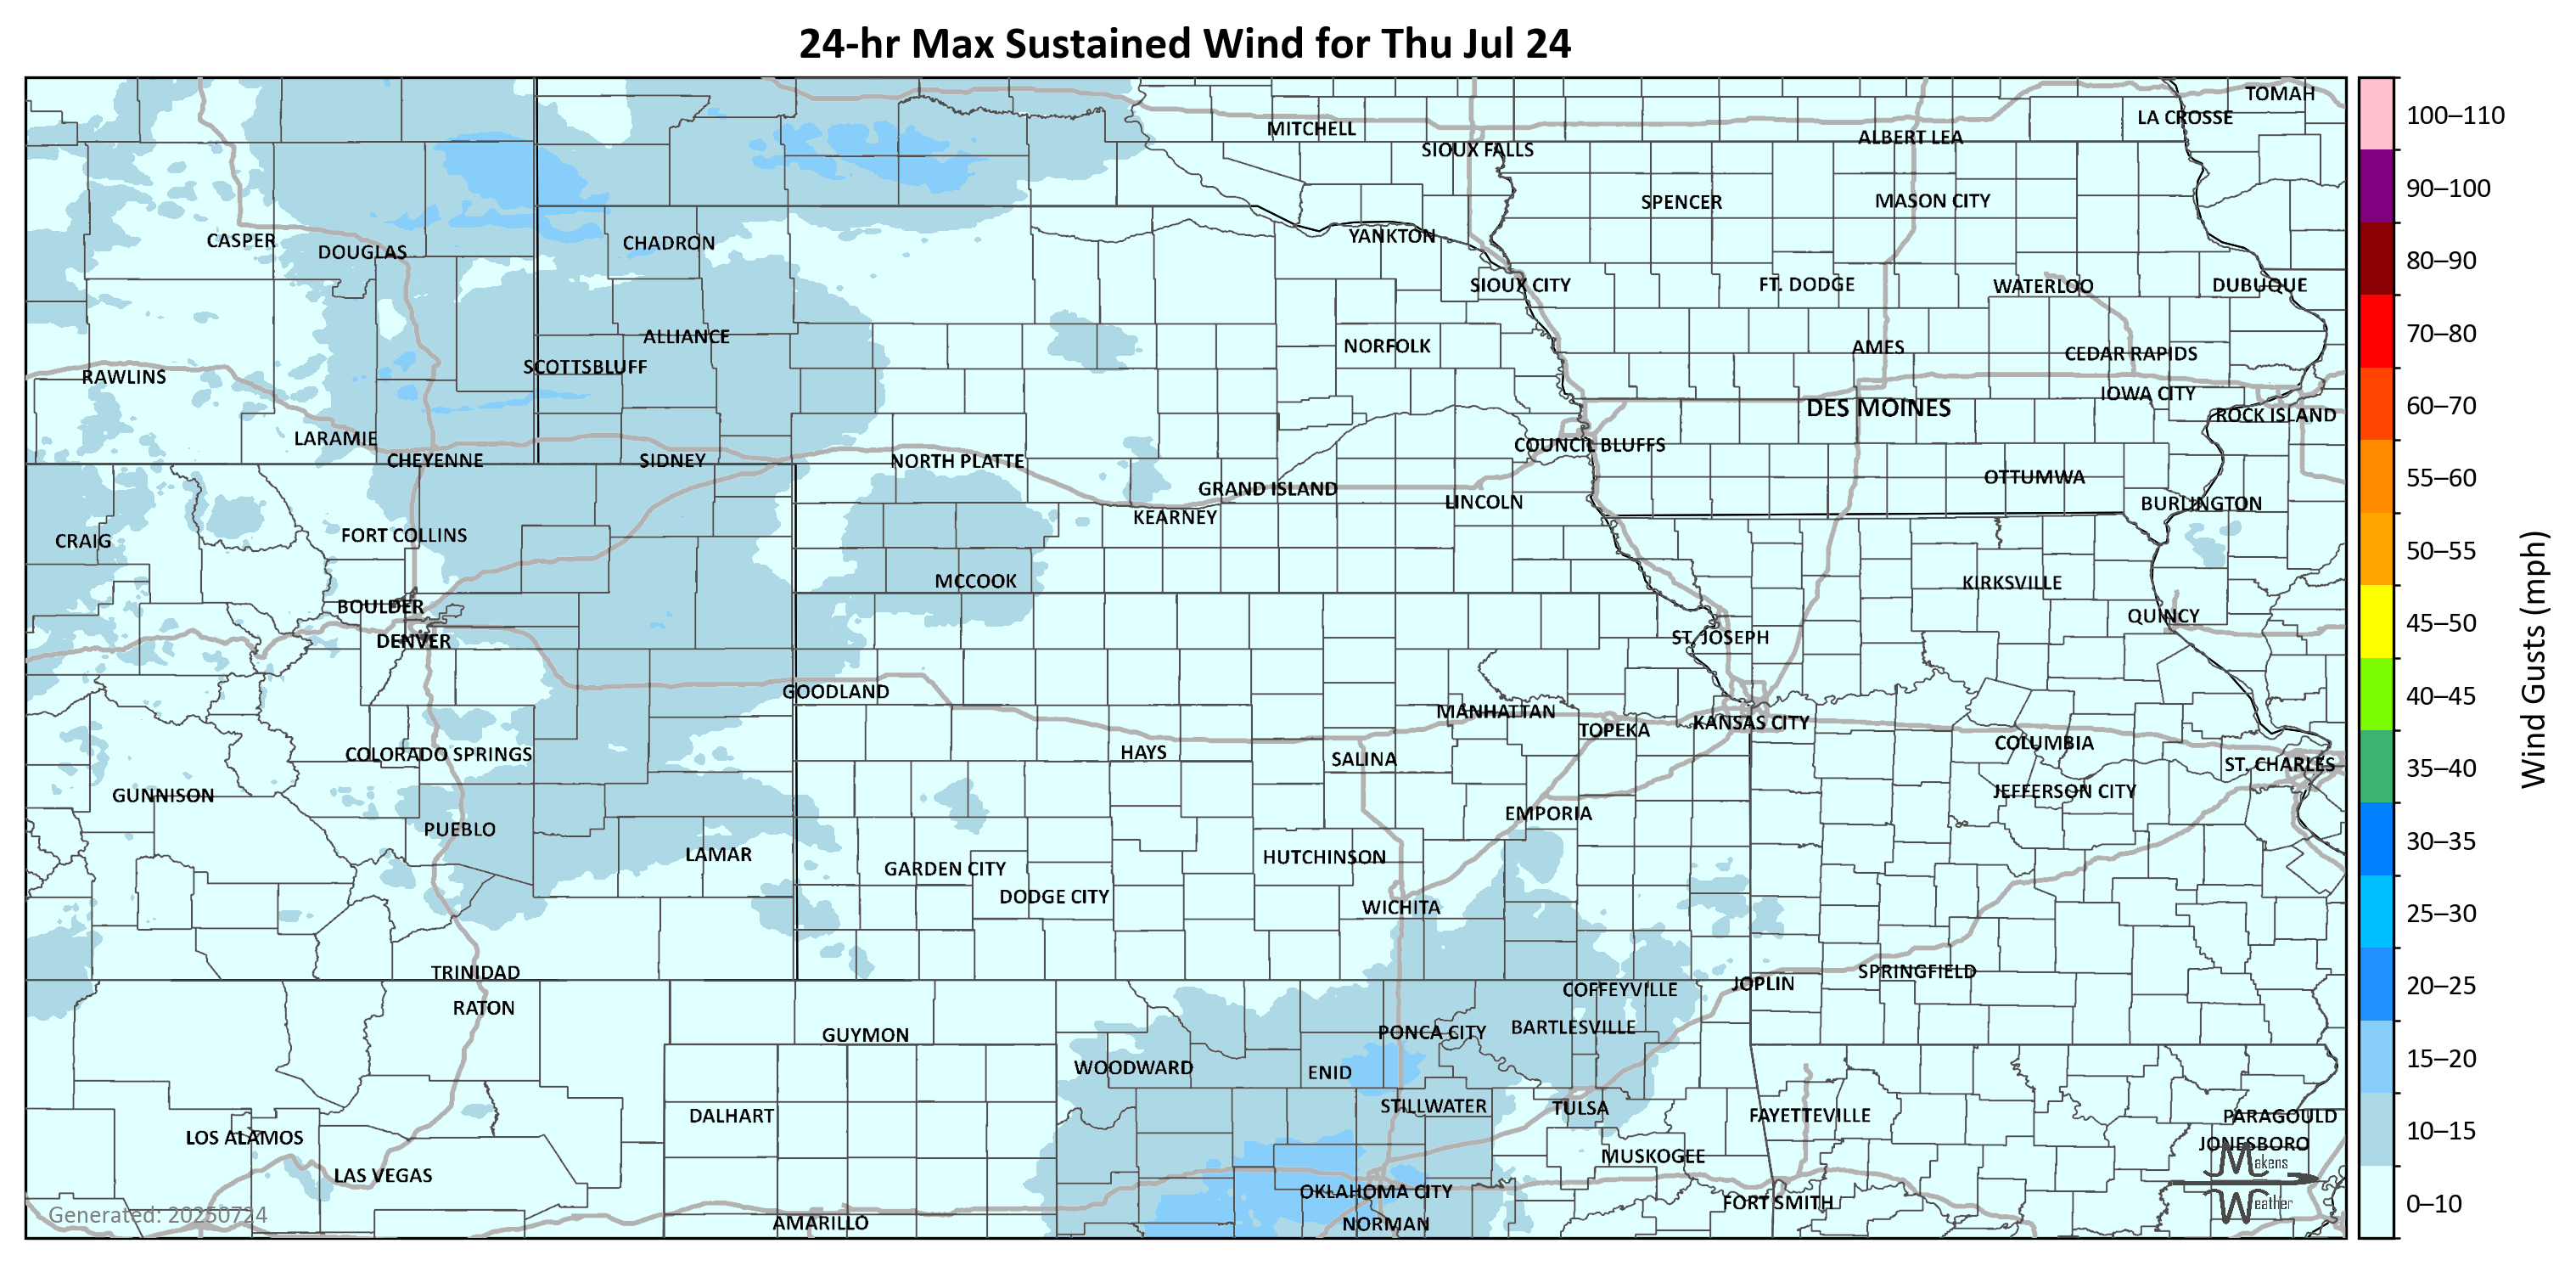 24-hr Max Sustained Wind for Thu Jul 24
TOMAH
LA CROSSE
MITCHELL
ALBERT LEA
SIOUX FALLS
SPENCER
MASON CITY
CASPER
DOUGLAS
CHADRON
YANKTON
SIOUX CITY
FT. DODGE
WATERLOO
DUBUQUE
ALLIANCE
NORFOLK
AMES
CEDAR RAPIDS
SCOTTSBLUFF
RAWLINS
IOWA CITY
DES MOINES
ROCK ISLAND
LARAMIE
COUNCIL BLUFFS
CHEYENNE
SIDNEY
NORTH PLATTE
OTTUMWA
GRAND ISLAND
LINCOLN
BURLINGTON
KEARNEY
CRAIG
FORT COLLINS
MCCOOK
KIRKSVILLE
BOULDER
QUINCY
DENVER
ST. JOSEPH
GOODLAND
MANHATTAN
TOPEKA
KANSAS CITY
COLUMBIA
COLORADO SPRINGS
HAYS
SALINA
ST. CHARLES
GUNNISON
JEFFERSON CITY
EMPORIA
PUEBLO
LAMAR
HUTCHINSON
GARDEN CITY
DODGE CITY
WICHITA
TRINIDAD
SPRINGFIELD
JOPLIN
COFFEYVILLE
RATON
BARTLESVILLE
GUYMON
PONCA CITY
WOODWARD
ENID
STILLWATER
TULSA
DALHART
FAYETTEVILLE
PARAGOULD
LOS ALAMOS
JONESBORO
MUSKOGEE
LAS VEGAS
OKLAHOMA CITY
FORT SMITH
AMARILLO
NORMAN
Generated: 20250724
Makens
Weather
100–110
90–100
80–90
70–80
60–70
55–60
50–55
45–50
40–45
35–40
30–35
25–30
20–25
15–20
10–15
0–10
Wind Gusts (mph)